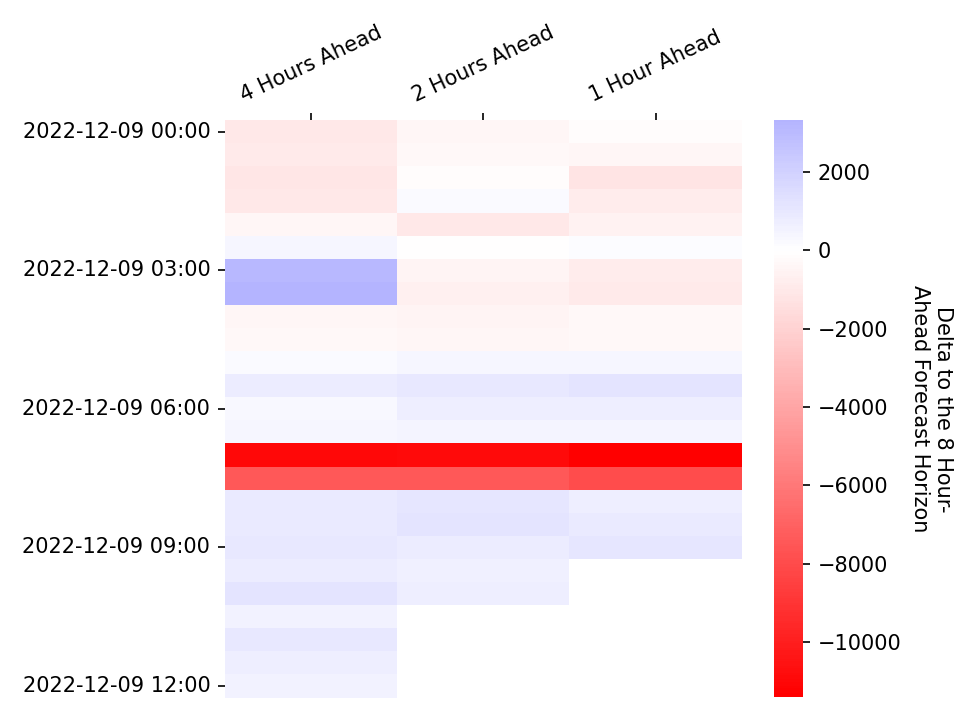 4 Hours Ahead
2 Hours Ahead
1 Hour Ahead
2022-12-09 00:00
2022-12-09 03:00
2022-12-09 06:00
2022-12-09 09:00
2022-12-09 12:00
2000
0
−2000
−4000
−6000
−8000
−10000
Delta to the 8 Hour-
Ahead Forecast Horizon